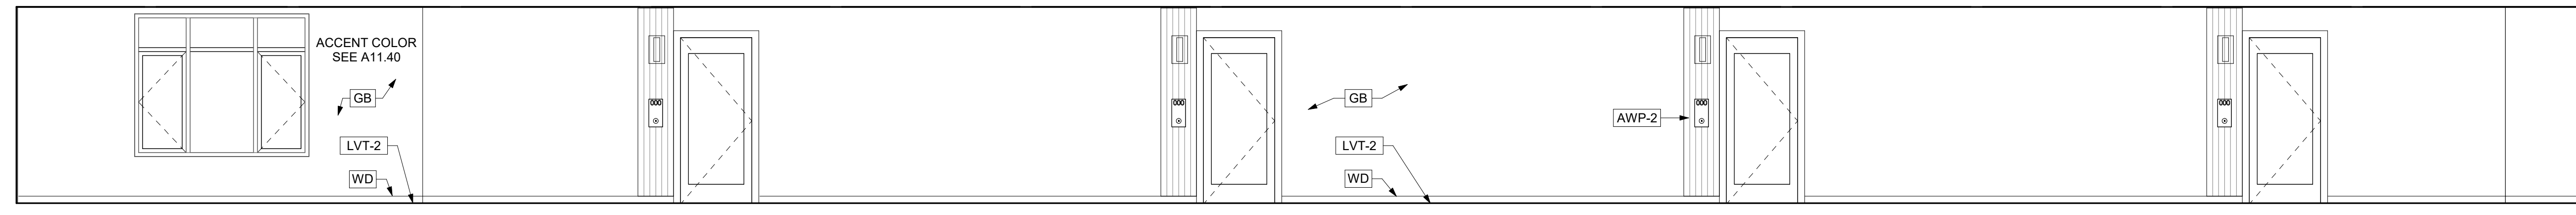 ACCENT COLOR
SEE A11.40
GB
LVT-2
WD
GB
LVT-2
WD
AWP-2